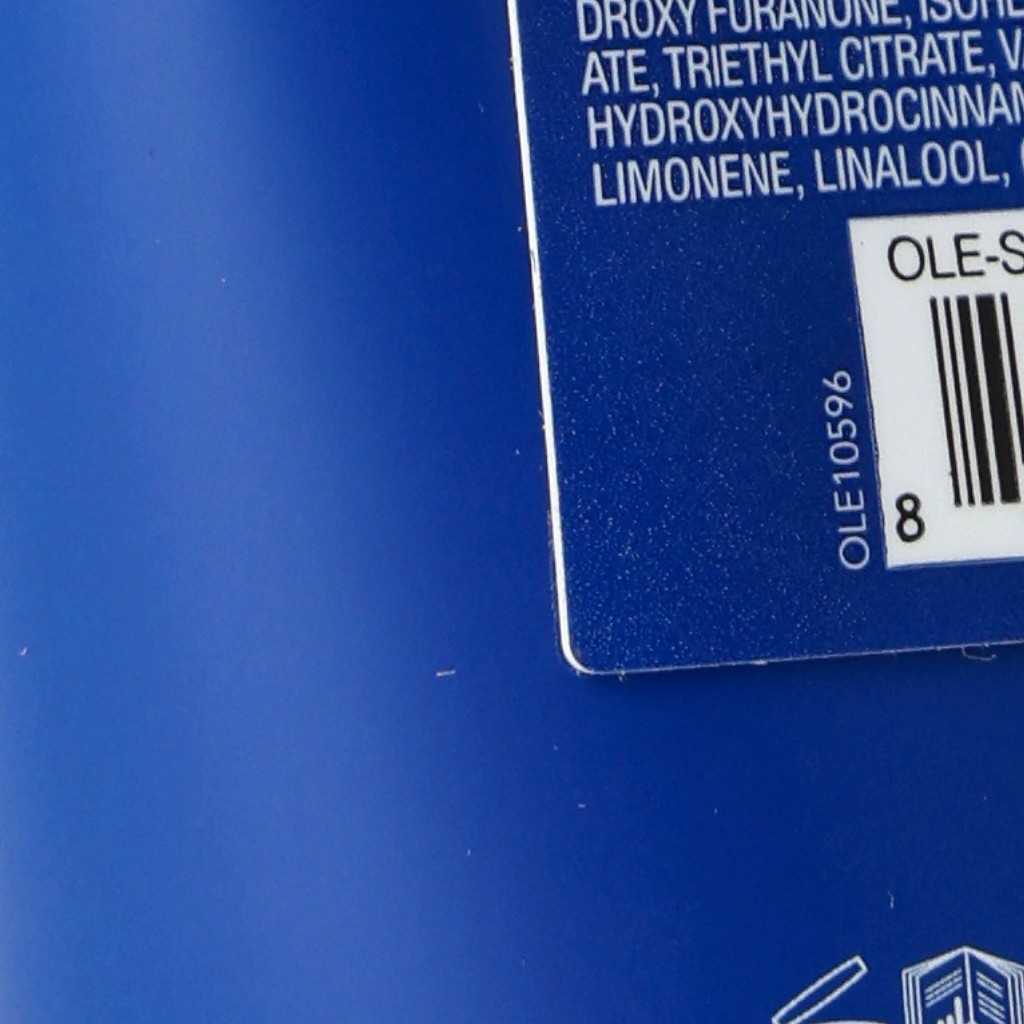 DROXY FURANONE,
ATE, TRIETHYL CITRATE,
HYDROXYHYDROCINNAM
LIMONENE, LINALOOL,
OLE-S
OLE10596
8